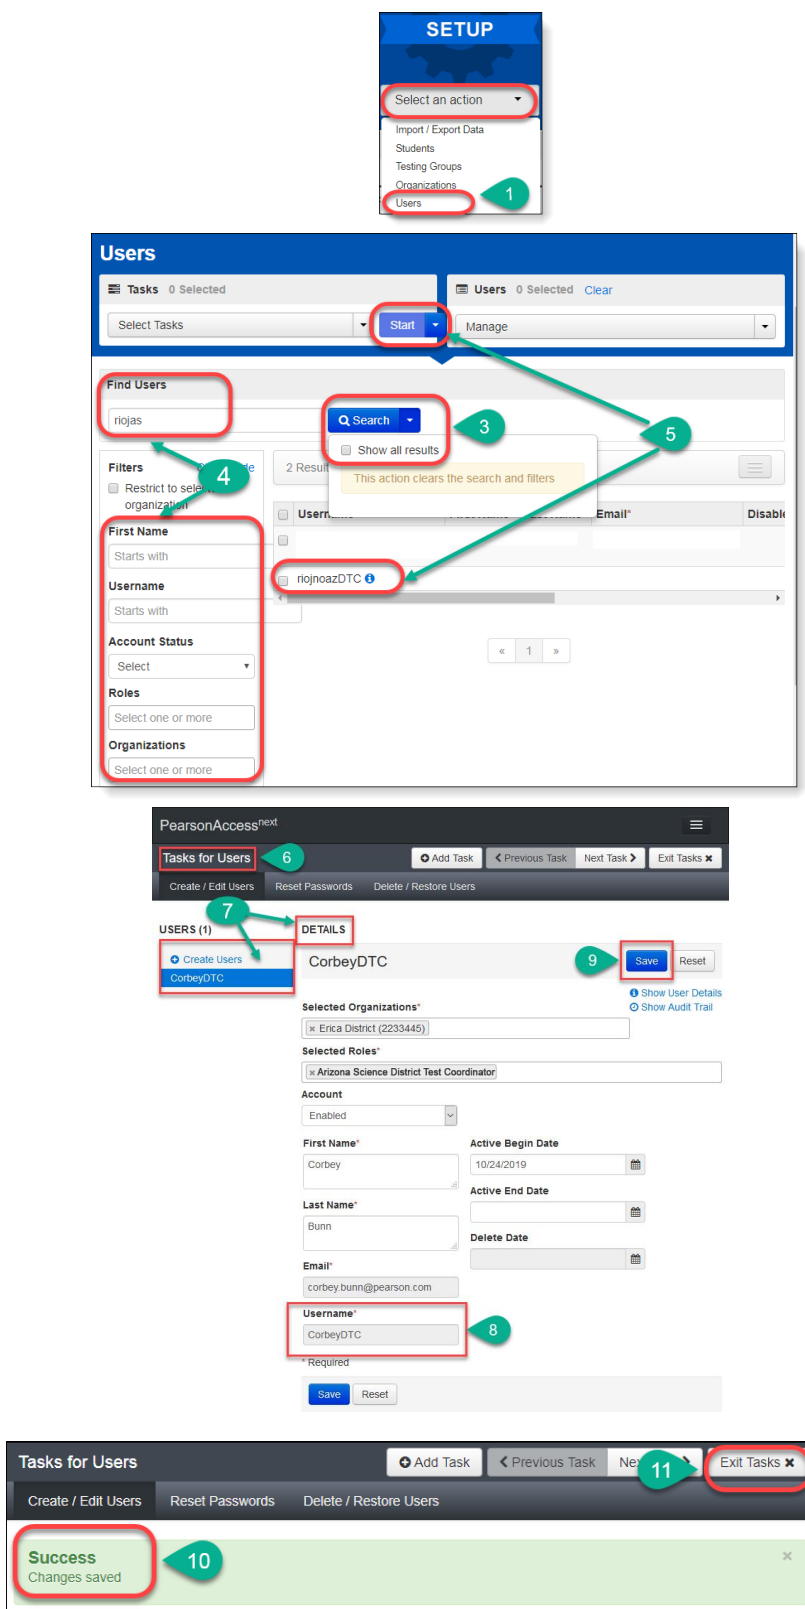 SETUP
Select an action
Import / Export Data
Students
Testing Groups
Organizations
1
Users
Users
Tasks 0 Selected
Users 0 Selected Clear
Select Tasks
Start
Manage
Find Users
riojas
Search
3
5
Show all results
Filters
4
2
This action clears the search and filters
Restrict to
organization
Email*
First Name
Starts with
riojnoazDTC
Username
Starts with
Account Status
« 1 »
Select
Roles
Select one or more
Organizations
Select one or more
PearsonAccessnext
Tasks for Users
6
Add Task
Previous Task
Next Task
Exit Tasks
Create / Edit Users
Reset Passwords
Delete / Restore Users
7
USERS (1)
DETAILS
Create Users
CorbeyDTC
CorbeyDTC
9
Save
Reset
Show User Details
Show Audit Trail
Selected Organizations*
× Erica District (2233445)
Selected Roles*
× Arizona Science District Test Coordinator
Account
Enabled
First Name*
Active Begin Date
Corbey
10/24/2019
Active End Date
Last Name*
Bunn
Delete Date
Email*
corbey.bunn@pearson.com
Username*
CorbeyDTC
8
* Required
Save
Reset
Tasks for Users
Add Task
Previous Task
11
Exit Tasks
Create / Edit Users
Reset Passwords
Delete / Restore Users
Success
Changes saved
10